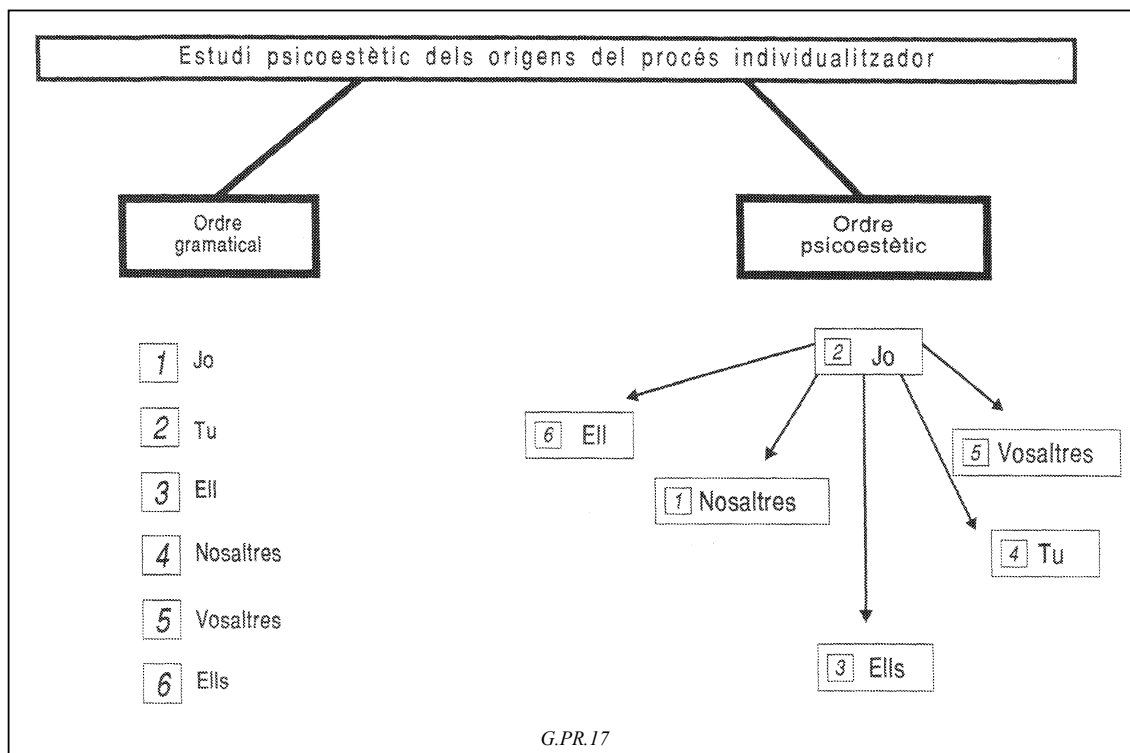 Estudi psicoestètic dels origens del procés individualitzador
Ordre
gramatical
Ordre
psicoestètic
1 Jo
2 Tu
3 Ell
4 Nosaltres
5 Vosaltres
6 Ells
2 Jo
6 Ell
5 Vosaltres
1 Nosaltres
4 Tu
3 Ells
G.PR.17